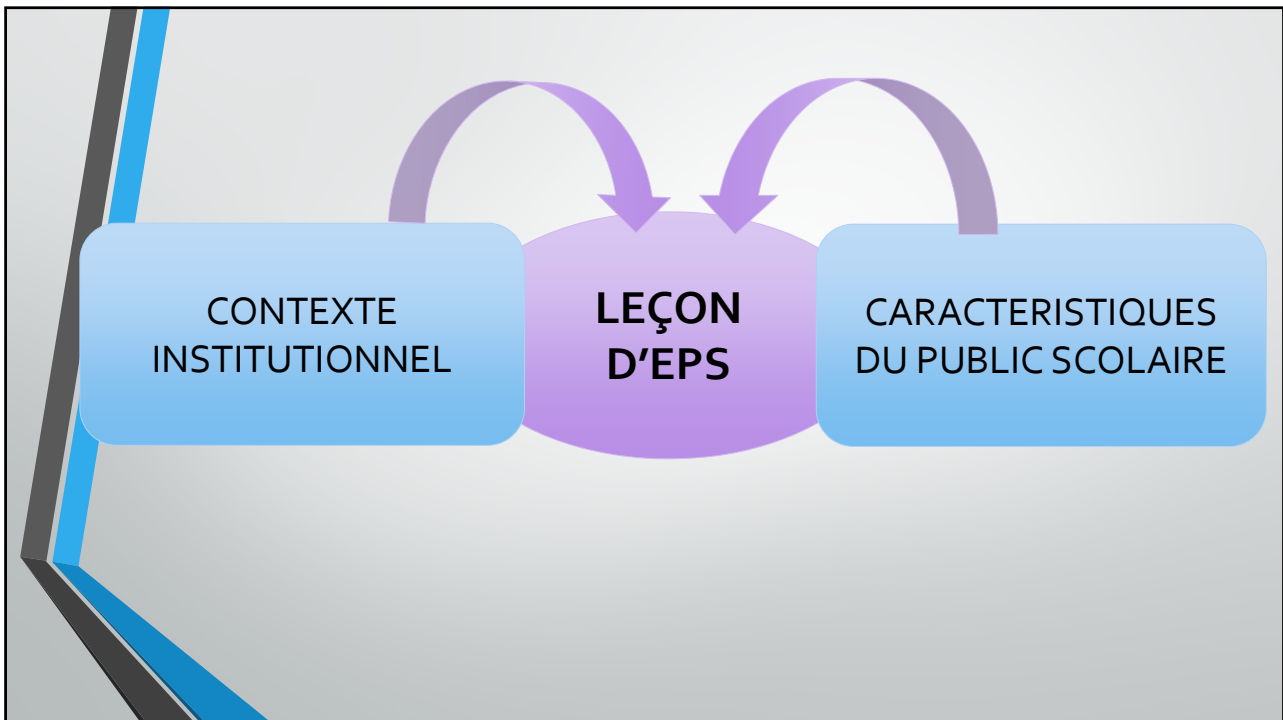 CONTEXTE
INSTITUTIONNEL
LEÇON
D’EPS
CARACTERISTIQUES
DU PUBLIC SCOLAIRE